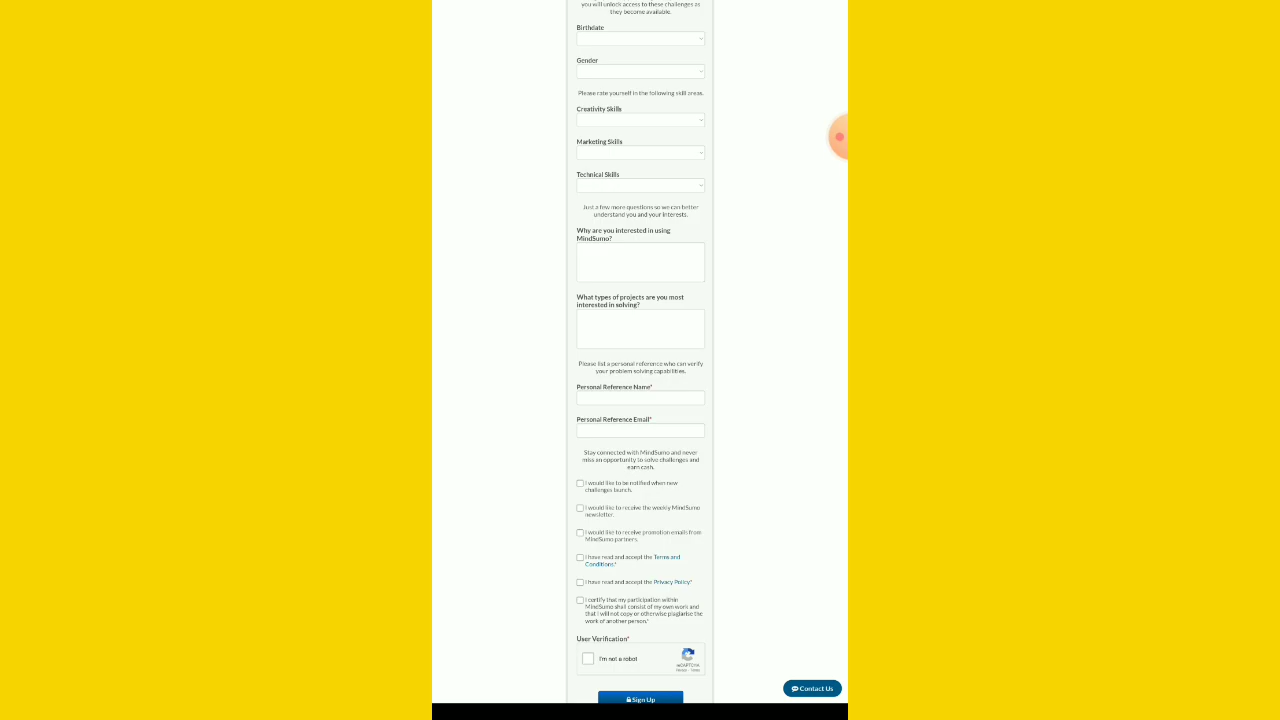 you will unlock access to these challenges as
they become available.
Birthdate
Gender
Please rate yourself in the following skill areas.
Creativity Skills
Marketing Skills
Technical Skills
Just a few more questions so we can better
understand you and your interests.
Why are you interested in using
MindSumo?
What types of projects are you most
interested in solving?
Please list a personal reference who can verify
your problem solving capabilities.
Personal Reference Name*
Personal Reference Email*
Stay connected with MindSumo and never
miss an opportunity to solve challenges and
earn cash.
I would like to be notified when new
challenges launch.
I would like to receive the weekly MindSumo
newsletter.
I would like to receive promotion emails from
MindSumo partners.
I have read and accept the Terms and
Conditions*
I have read and accept the Privacy Policy*
I certify that my participation within
MindSumo shall consist of my own work and
that I will not copy or otherwise plagiarise the
work of another person.*
User Verification*
I'm not a robot
reCAPTCHA
Privacy - Terms
Contact Us
Sign Up